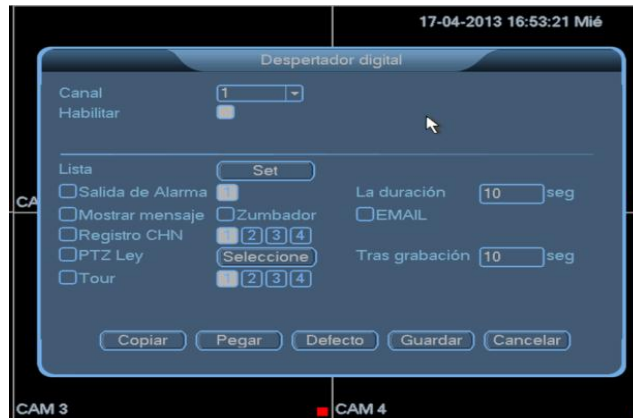 17-04-2013 16:53:21 Mié
Despertador digital
Canal 1
Habilitar
Lista Set
Salida de Alarma 1 La duración 10 seg
CA
Mostrar mensaje Zumbador EMAIL
Registro CHN 1 2 3 4
PTZ Ley Seleccione Tras grabación 10 seg
Tour 1 2 3 4
Copiar Pegar Defecto Guardar Cancelar
CAM 3 CAM 4